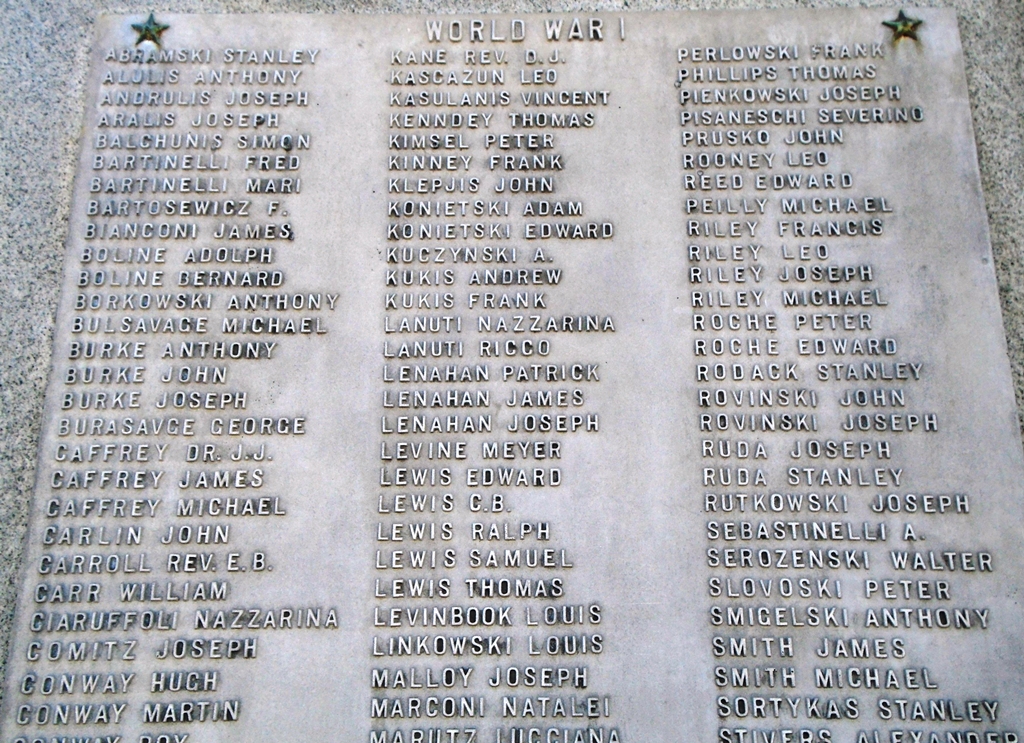 WORLD WAR I
ABRAMSKI STANLEY
ALULIS ANTHONY
ANDRULIS JOSEPH
ARALIS JOSEPH
BALCHUNIS SIMON
BARTINELLI FRED
BARTINELLI MARI
BARTOSEWICZ F.
BIANCONI JAMES
BOLINE ADOLPH
BOLINE BERNARD
BORKOWSKI ANTHONY
BULSAVAGE MICHAEL
BURKE ANTHONY
BURKE JOHN
BURKE JOSEPH
BURASAVGE GEORGE
CAFFREY DR. J.J.
CAFFREY JAMES
CAFFREY MICHAEL
CARLIN JOHN
CARROLL REV. E.B.
CARR WILLIAM
CIARUFFOLI NAZZARINA
COMITZ JOSEPH
CONWAY HUGH
CONWAY MARTIN
CONWAY ROY
KANE REV. D.J.
KASCAZUN LEO
KASULANIS VINCENT
KENNDEY THOMAS
KIMSEL PETER
KINNEY FRANK
KLEPJIS JOHN
KONIETSKI ADAM
KONIETSKI EDWARD
KUCZYNSKI A.
KUKIS ANDREW
KUKIS FRANK
LANUTI NAZZARINA
LANUTI RICCO
LENAHAN PATRICK
LENAHAN JAMES
LENAHAN JOSEPH
LEVINE MEYER
LEWIS EDWARD
LEWIS C.B.
LEWIS RALPH
LEWIS SAMUEL
LEWIS THOMAS
LEVINBOOK LOUIS
LINKOWSKI LOUIS
MALLOY JOSEPH
MARCONI NATALEI
MARUTZ LUCCIANA
PERLOWSKI FRANK
PHILLIPS THOMAS
PIENKOWSKI JOSEPH
PISANESCHI SEVERINO
PRUSKO JOHN
ROONEY LEO
REED EDWARD
PEILLY MICHAEL
RILEY FRANCIS
RILEY LEO
RILEY JOSEPH
RILEY MICHAEL
ROCHE PETER
ROCHE EDWARD
RODACK STANLEY
ROVINSKI JOHN
ROVINSKI JOSEPH
RUDA JOSEPH
RUDA STANLEY
RUTKOWSKI JOSEPH
SEBASTINELLI A.
SEROZENSKI WALTER
SLOVOSKI PETER
SMIGELSKI ANTHONY
SMITH JAMES
SMITH MICHAEL
SORTYKAS STANLEY
STIVERS ALEXANDER